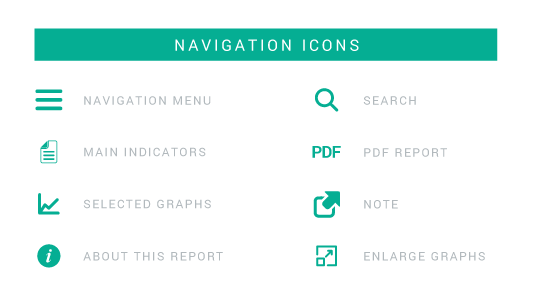 NAVIGATION ICONS
NAVIGATION MENU
SEARCH
MAIN INDICATORS
PDF PDF REPORT
SELECTED GRAPHS
NOTE
i ABOUT THIS REPORT
ENLARGE GRAPHS